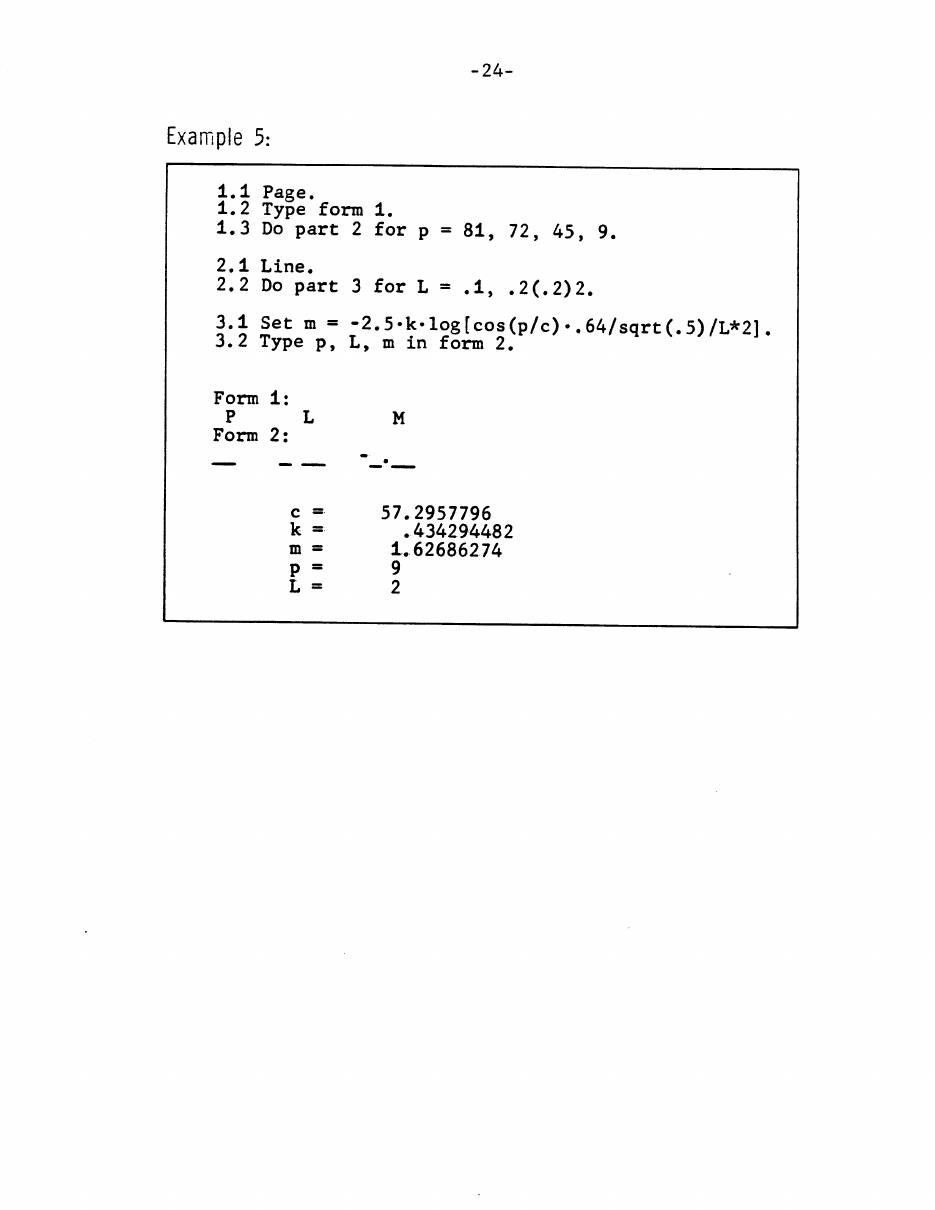 -24-
Example 5:
1.1 Page.
1.2 Type form 1.
1.3 Do part 2 for p = 81, 72, 45, 9.
2.1 Line.
2.2 Do part 3 for L = .1, .2(.2)2.
3.1 Set m = -2.5·k·log[cos(p/c)·.64/sqrt(.5)/L*2].
3.2 Type p, L, m in form 2.
Form 1:
P L M
Form 2:
__ _ __ -_.__
c = 57.2957796
k = .434294482
m = 1.62686274
p = 9
L = 2